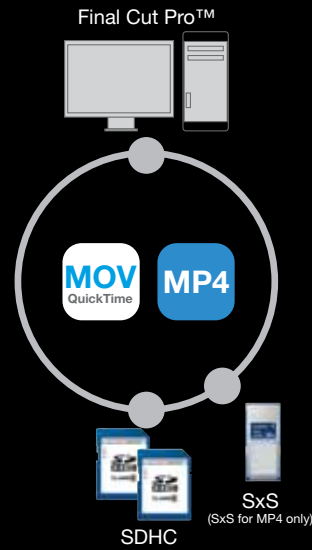 Final Cut Pro™
MOV
QuickTime
MP4
SxS
(SxS for MP4 only)
SDHC